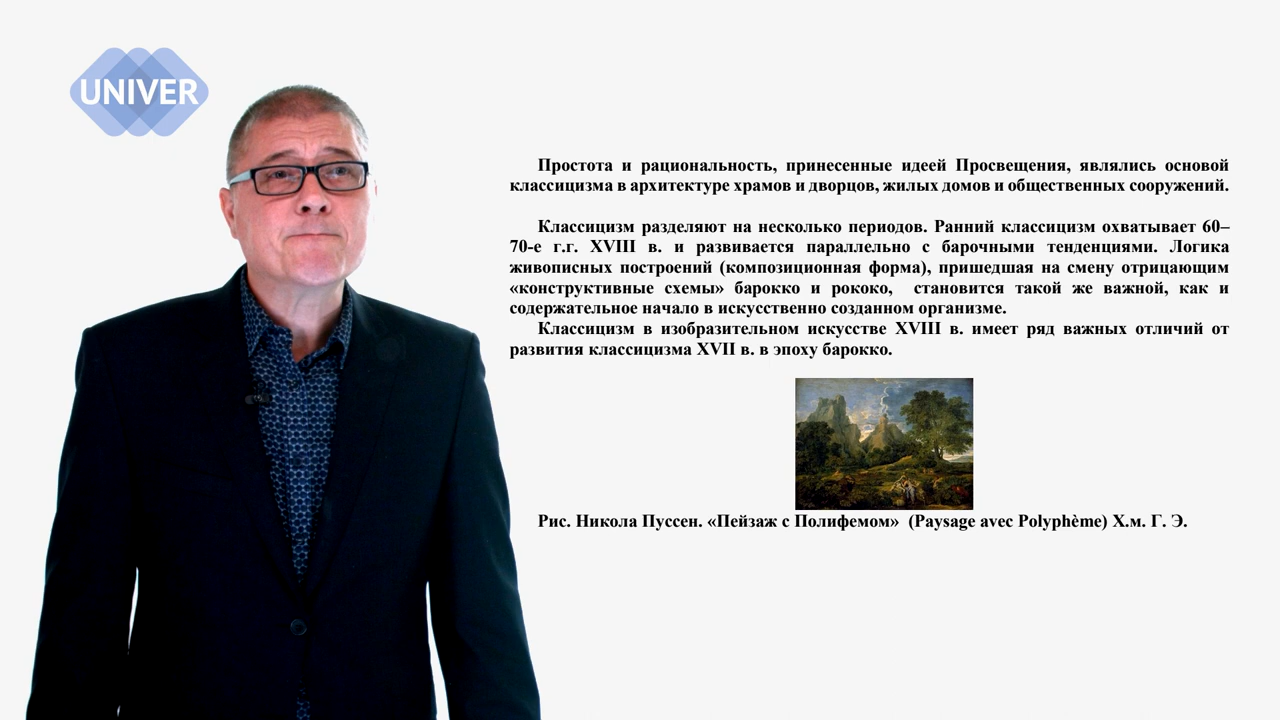 UNIVER
Простота и рациональность, принесенные идеей Просвещения, являлись основой
классицизма в архитектуре храмов и дворцов, жилых домов и общественных сооружений.
Классицизм разделяют на несколько периодов. Ранний классицизм охватывает 60–
70-е г.г. XVIII в. и развивается параллельно с барочными тенденциями. Логика
живописных построений (композиционная форма), пришедшая на смену отрицающим
«конструктивные схемы» барокко и рококо, становится такой же важной, как и
содержательное начало в искусственно созданном организме.
Классицизм в изобразительном искусстве XVIII в. имеет ряд важных отличий от
развития классицизма XVII в. в эпоху барокко.
Рис. Никола Пуссен. «Пейзаж с Полифемом» (Paysage avec Polyphème) Х.м. Г. Э.